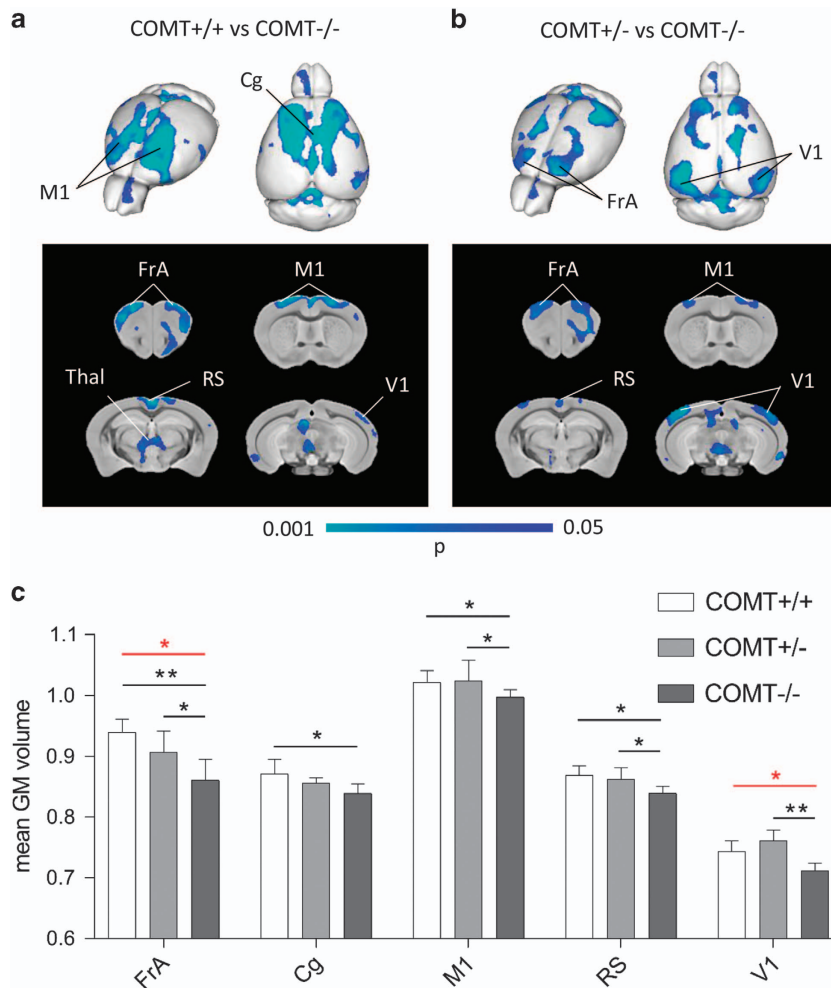 a
COMT+/+ vs COMT-/-
Cg
M1
FrA
M1
Thal
RS
V1
b
COMT+/- vs COMT-/-
V1
FrA
FrA
M1
RS
V1
0.001
0.05
p
c
COMT+/+
COMT+/-
COMT-/-
mean GM volume
1.1
1.0
0.9
0.8
0.7
0.6
*
**
*
*
*
*
*
*
*
**
FrA
Cg
M1
RS
V1